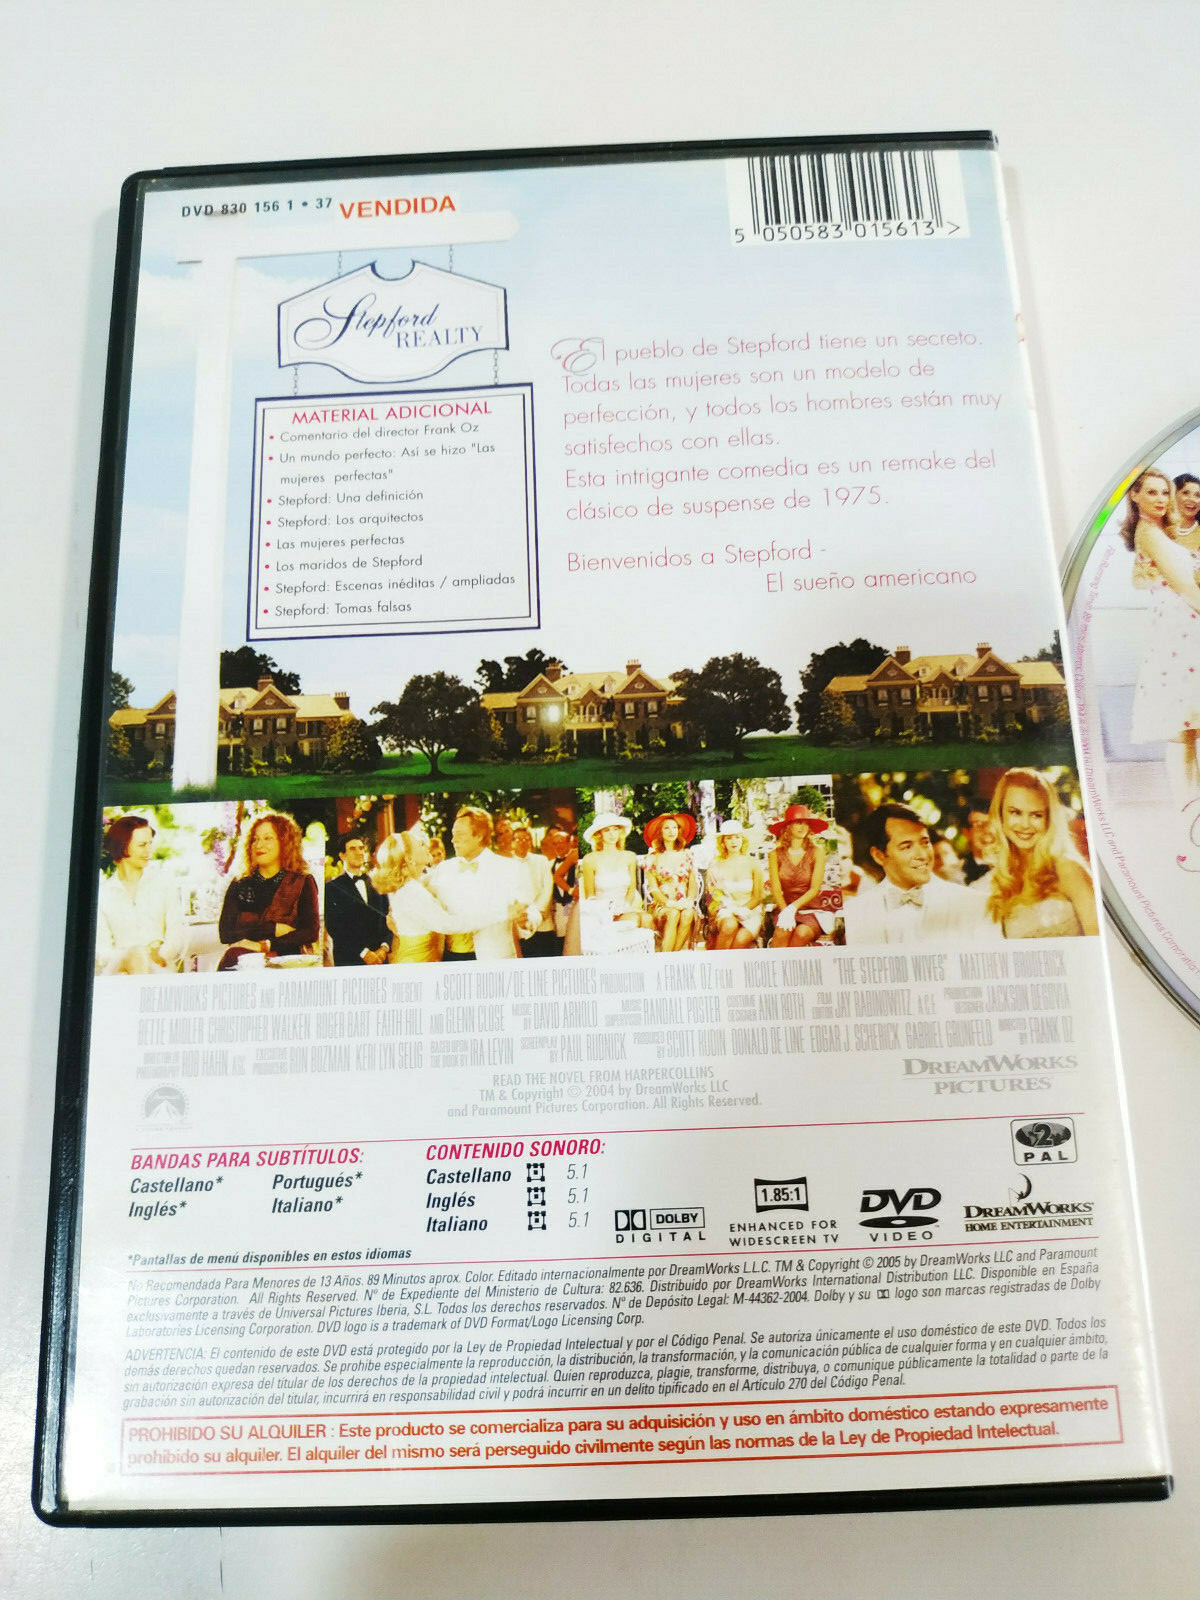 DVD 830 156 1 • 37 VENDIDA
5 050583 015613 >
Stepford
REALTY
MATERIAL ADICIONAL
• Comentario del director Frank Oz
• Un mundo perfecto: Así se hizo "Las
mujeres perfectas"
• Stepford: Una definición
• Stepford: Los arquitectos
• Las mujeres perfectas
• Los maridos de Stepford
• Stepford: Escenas inéditas / ampliadas
• Stepford: Tomas falsas
El pueblo de Stepford tiene un secreto.
Todas las mujeres son un modelo de
perfección, y todos los hombres están muy
satisfechos con ellas.
Esta intrigante comedia es un remake del
clásico de suspense de 1975.
Bienvenidos a Stepford -
El sueño americano
DREAMWORKS PICTURES AND PARAMOUNT PICTURES PRESENT A SCOTT RUDIN/DE LINE PICTURES PRODUCTION A FRANK OZ FILM NICOLE KIDMAN "THE STEPFORD WIVES" MATTHEW BRODERICK
BETTE MIDLER CHRISTOPHER WALKEN ROGER BART FAITH HILL AND GLENN CLOSE MUSIC BY DAVID ARNOLD MUSIC SUPERVISOR RANDALL POSTER COSTUME DESIGNER ANN ROTH FILM EDITOR JAY RABINOWITZ A.C.E. PRODUCTION DESIGNER JACKSON DEGOVIA
DIRECTOR OF PHOTOGRAPHY ROB HAHN ASC EXECUTIVE PRODUCERS RON BOZMAN KERI LYN SELIG BASED UPON THE BOOK BY IRA LEVIN SCREENPLAY BY PAUL RUDNICK PRODUCED BY SCOTT RUDIN DONALD DE LINE EDGAR J. SCHERICK GABRIEL GRUNFELD DIRECTED BY FRANK OZ
READ THE NOVEL FROM HARPERCOLLINS
TM & Copyright © 2004 by DreamWorks LLC
and Paramount Pictures Corporation. All Rights Reserved.
DREAMWORKS
PICTURES
BANDAS PARA SUBTÍTULOS:
Castellano* Portugués*
Inglés* Italiano*
CONTENIDO SONORO:
Castellano 5.1
Inglés 5.1
Italiano 5.1
DOLBY
DIGITAL
1.85:1
ENHANCED FOR
WIDESCREEN TV
DVD
VIDEO
2
PAL
DREAMWORKS
HOME ENTERTAINMENT
*Pantallas de menú disponibles en estos idiomas
No Recomendada Para Menores de 13 Años. 89 Minutos aprox. Color. Editado internacionalmente por DreamWorks L.L.C. TM & Copyright © 2005 by DreamWorks LLC and Paramount
Pictures Corporation. All Rights Reserved. Nº de Expediente del Ministerio de Cultura: 82.636. Distribuido por DreamWorks International Distribution LLC. Disponible en España
exclusivamente a través de Universal Pictures Iberia, S.L. Todos los derechos reservados. Nº de Depósito Legal: M-44362-2004. Dolby y su logo son marcas registradas de Dolby
Laboratories Licensing Corporation. DVD logo is a trademark of DVD Format/Logo Licensing Corp.
ADVERTENCIA: El contenido de este DVD está protegido por la Ley de Propiedad Intelectual y por el Código Penal. Se autoriza únicamente el uso doméstico de este DVD. Todos los
demás derechos quedan reservados. Se prohibe especialmente la reproducción, la distribución, la transformación, y la comunicación pública de cualquier forma y en cualquier ámbito,
sin autorización expresa del titular de los derechos de la propiedad intelectual. Quien reproduzca, plagie, transforme, distribuya, o comunique públicamente la totalidad o parte de la
grabación sin autorización del titular, incurrirá en responsabilidad civil y podrá incurrir en un delito tipificado en el Artículo 270 del Código Penal.
PROHIBIDO SU ALQUILER : Este producto se comercializa para su adquisición y uso en ámbito doméstico estando expresamente
prohibido su alquiler. El alquiler del mismo será perseguido civilmente según las normas de la Ley de Propiedad Intelectual.